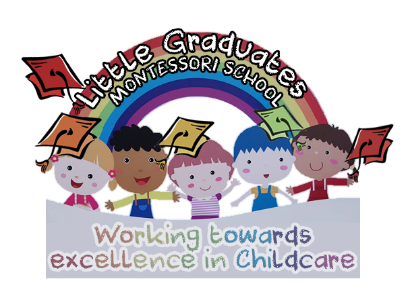 Little Graduates
MONTESSORI SCHOOL
Working towards
excellence in Childcare